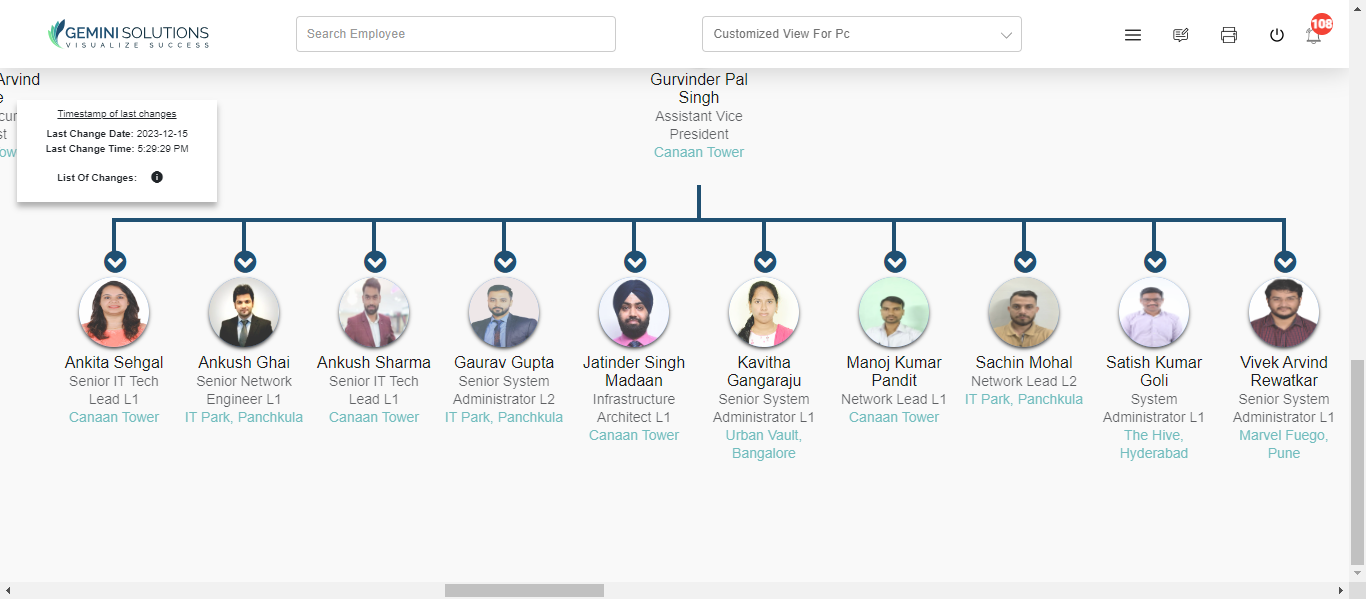 GEMINI SOLUTIONS
VISUALIZE SUCCESS
Search Employee
Customized View For Pc
108
Arvind
Timestamp of last changes
Last Change Date: 2023-12-15
Last Change Time: 5:29:29 PM
List Of Changes:
Gurvinder Pal
Singh
Assistant Vice
President
Canaan Tower
Ankita Sehgal
Senior IT Tech
Lead L1
Canaan Tower
Ankush Ghai
Senior Network
Engineer L1
IT Park, Panchkula
Ankush Sharma
Senior IT Tech
Lead L1
Canaan Tower
Gaurav Gupta
Senior System
Administrator L2
IT Park, Panchkula
Jatinder Singh
Madaan
Infrastructure
Architect L1
Canaan Tower
Kavitha
Gangaraju
Senior System
Administrator L1
Urban Vault,
Bangalore
Manoj Kumar
Pandit
Network Lead L1
Canaan Tower
Sachin Mohal
Network Lead L2
IT Park, Panchkula
Satish Kumar
Goli
System
Administrator L1
The Hive,
Hyderabad
Vivek Arvind
Rewatkar
Senior System
Administrator L1
Marvel Fuego,
Pune